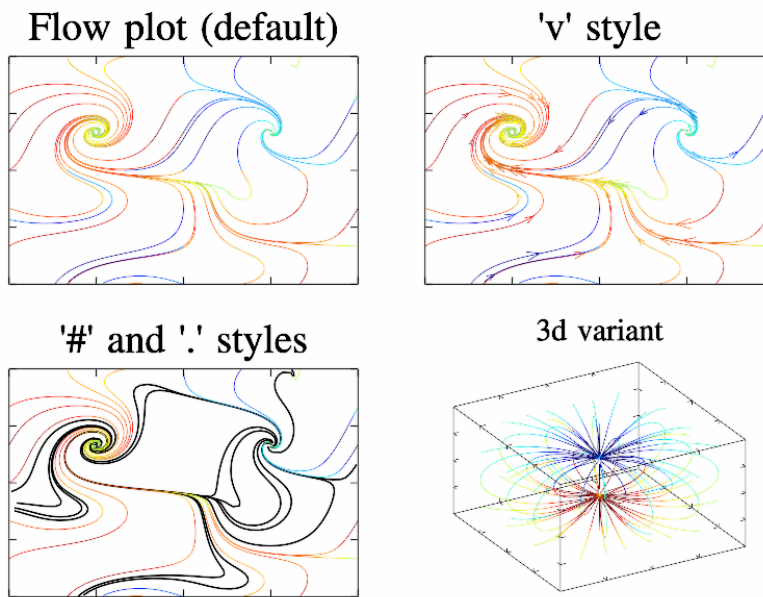 Flow plot (default)
'v' style
'#' and '.' styles
3d variant